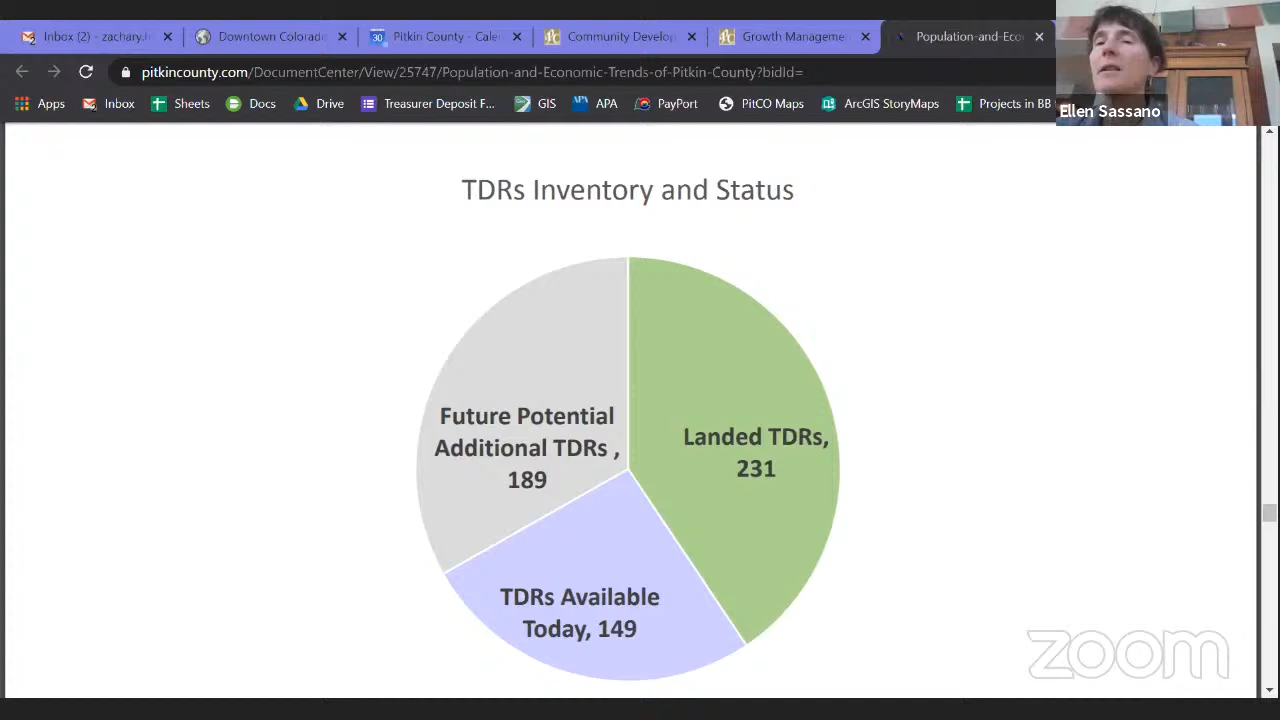 Inbox (2) - zachary.
Downtown Colorad
30
Pitkin County - Cale
Community Develop
Growth Manageme
Population-and-Eco
pitkincounty.com/DocumentCenter/View/25747/Population-and-Economic-Trends-of-Pitkin-County?bidId=
Apps
Inbox
Sheets
Docs
Drive
Treasurer Deposit F...
GIS
APA
PayPort
PitCO Maps
ArcGIS StoryMaps
Projects in BB
Ellen Sassano
TDRs Inventory and Status
Future Potential
Additional TDRs ,
189
Landed TDRs,
231
TDRs Available
Today, 149
zoom